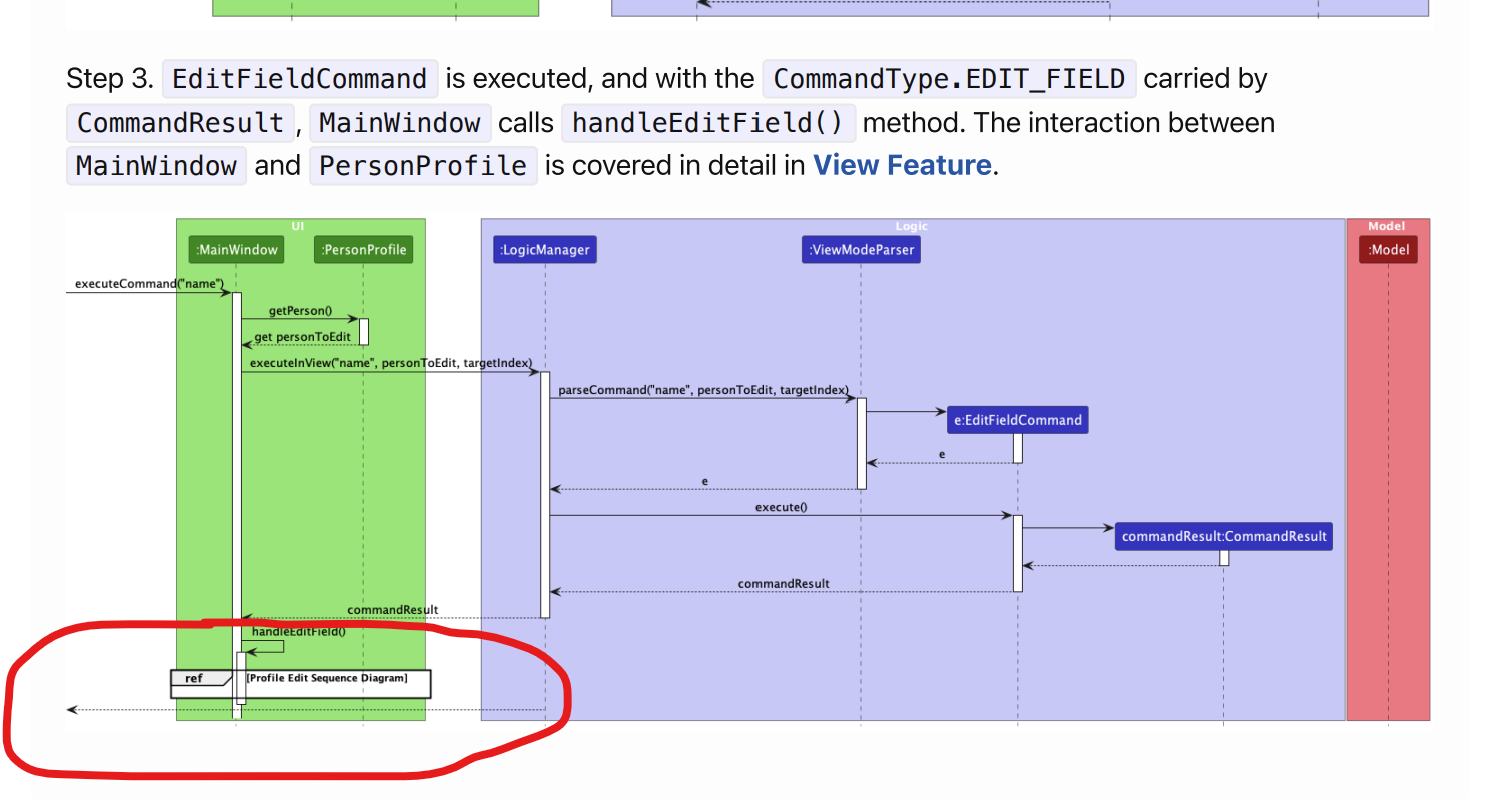 Step 3. EditFieldCommand is executed, and with the CommandType.EDIT_FIELD carried by
CommandResult, MainWindow calls handleEditField() method. The interaction between
MainWindow and PersonProfile is covered in detail in View Feature.
UI
Logic
Model
:MainWindow
:PersonProfile
:LogicManager
:ViewModeParser
:Model
executeCommand("name")
getPerson()
get personToEdit
executeInView("name", personToEdit, targetIndex)
parseCommand("name", personToEdit, targetIndex)
e:EditFieldCommand
e
e
execute()
commandResult:CommandResult
commandResult
commandResult
handleEditField()
ref
[Profile Edit Sequence Diagram]